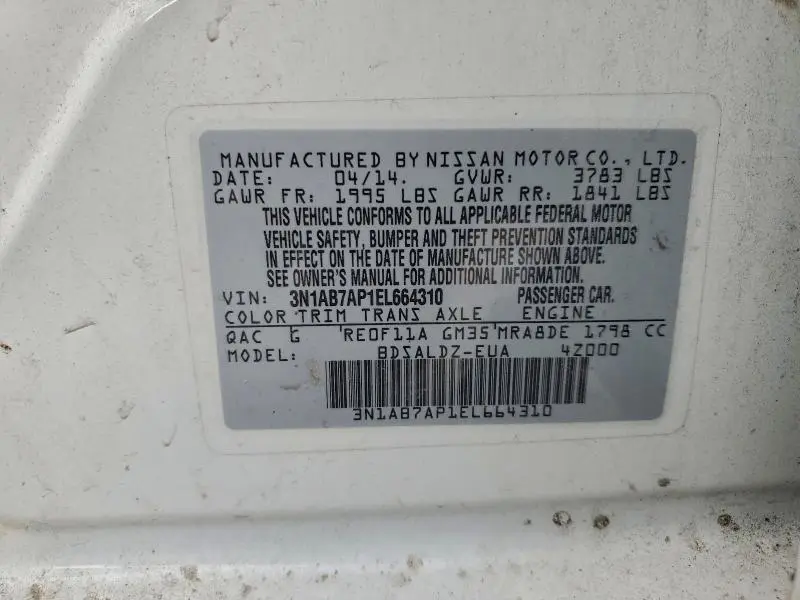 MANUFACTURED BY NISSAN MOTOR CO., LTD.
DATE: 04/14. GVWR: 3783 LBS
GAWR FR: 1995 LBS GAWR RR: 1841 LBS
THIS VEHICLE CONFORMS TO ALL APPLICABLE FEDERAL MOTOR
VEHICLE SAFETY, BUMPER AND THEFT PREVENTION STANDARDS
IN EFFECT ON THE DATE OF MANUFACTURE SHOWN ABOVE.
SEE OWNER'S MANUAL FOR ADDITIONAL INFORMATION.
VIN: 3N1AB7AP1EL664310 PASSENGER CAR.
COLOR TRIM TRANS AXLE ENGINE
QAC G RE0F11A GM35 MRA8DE 1798 CC
MODEL: BDSALDZ-EUA 4Z000
3N1AB7AP1EL664310